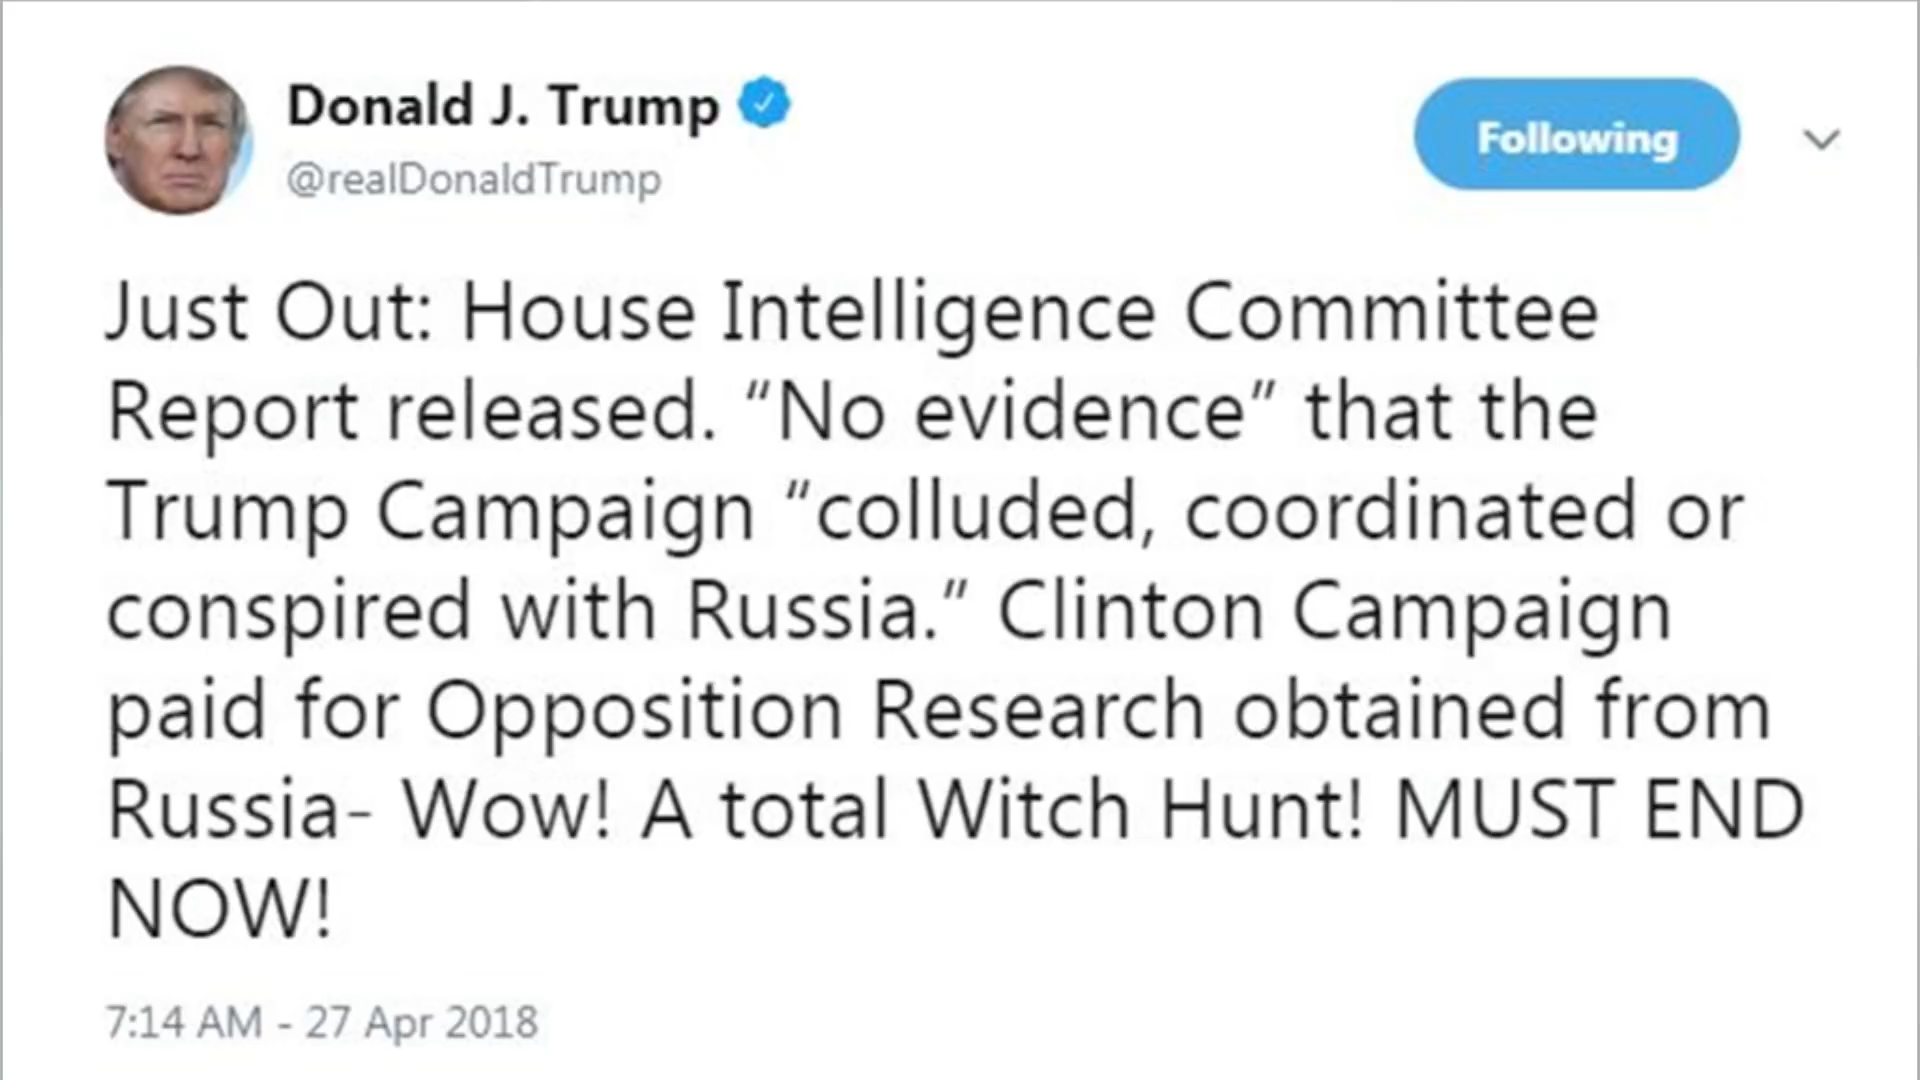 Donald J. Trump
@realDonaldTrump
Following
Just Out: House Intelligence Committee
Report released. “No evidence” that the
Trump Campaign “colluded, coordinated or
conspired with Russia.” Clinton Campaign
paid for Opposition Research obtained from
Russia- Wow! A total Witch Hunt! MUST END
NOW!
7:14 AM - 27 Apr 2018